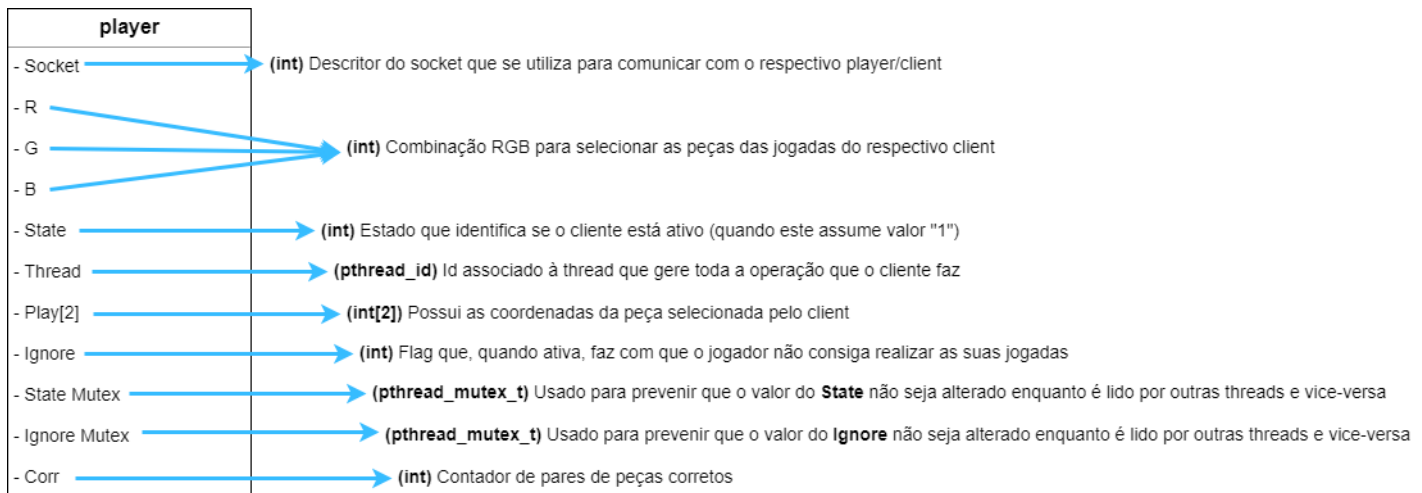 player
- Socket (int) Descritor do socket que se utiliza para comunicar com o respectivo player/client
- R
- G (int) Combinação RGB para selecionar as peças das jogadas do respectivo client
- B
- State (int) Estado que identifica se o cliente está ativo (quando este assume valor "1")
- Thread (pthread_id) Id associado à thread que gere toda a operação que o cliente faz
- Play[2] (int[2]) Possui as coordenadas da peça selecionada pelo client
- Ignore (int) Flag que, quando ativa, faz com que o jogador não consiga realizar as suas jogadas
- State Mutex (pthread_mutex_t) Usado para prevenir que o valor do State não seja alterado enquanto é lido por outras threads e vice-versa
- Ignore Mutex (pthread_mutex_t) Usado para prevenir que o valor do Ignore não seja alterado enquanto é lido por outras threads e vice-versa
- Corr (int) Contador de pares de peças corretos